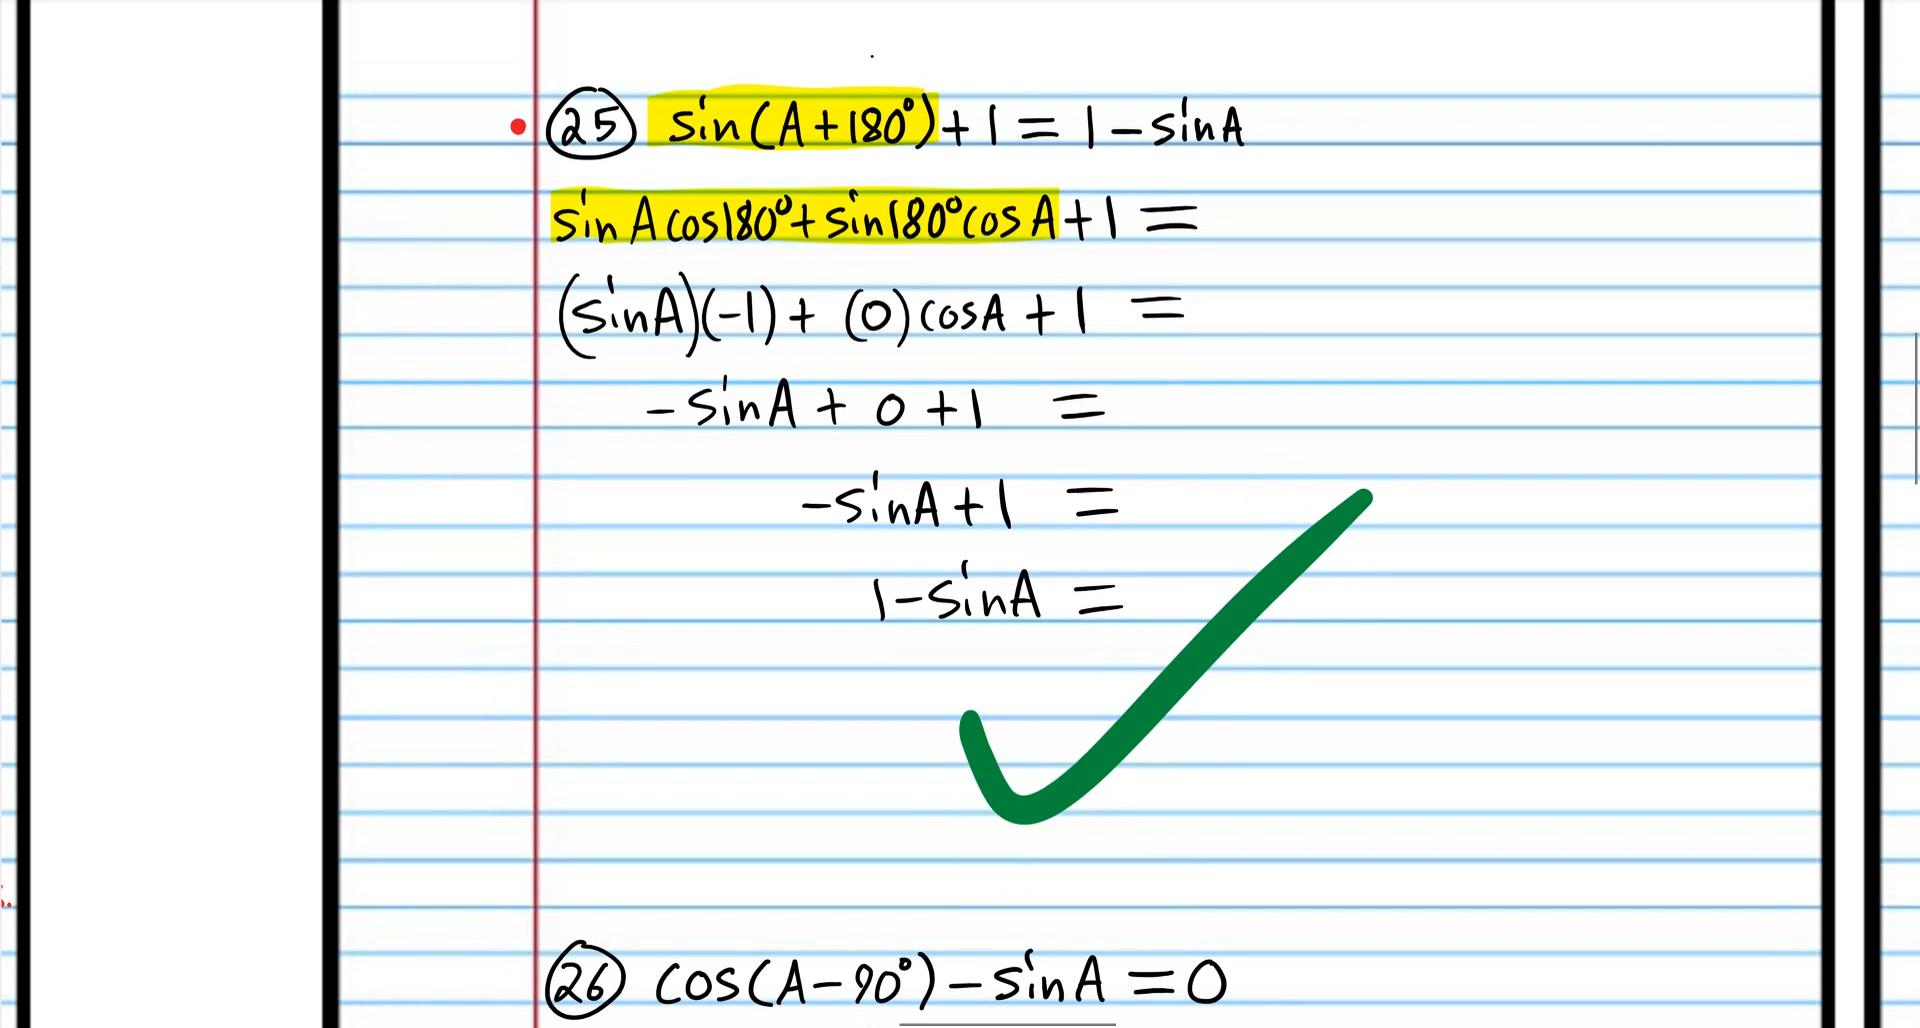 25 sin(A+180°)+1=1-sinA
sinAcos180°+sin180°cosA+1=
(sinA)(-1)+(0)cosA+1=
-sinA+0+1=
-sinA+1=
1-sinA=
26 cos(A-90°)-sinA=0